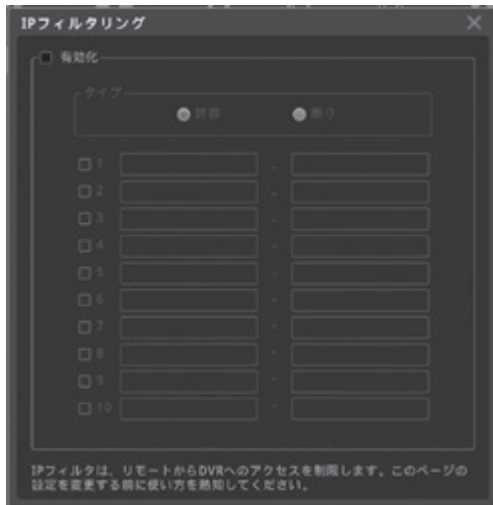 IPフィルタリング
有効化
タイプ
許容
断り
1
-
2
-
3
-
4
-
5
-
6
-
7
-
8
-
9
-
10
-
IPフィルタは、リモートからDVRへのアクセスを制限します。このページの
設定を変更する前に使い方を熟知してください。